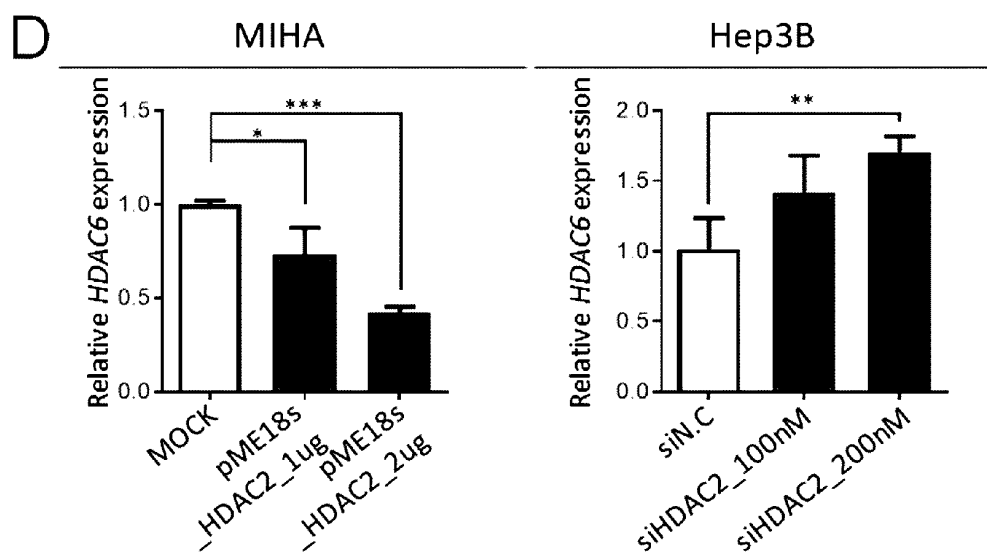 D
MIHA
Relative HDAC6 expression
1.5
1.0
0.5
0.0
***
*
MOCK
pME18s
_HDAC2_1ug
pME18s
_HDAC2_2ug
Hep3B
Relative HDAC6 expression
2.0
1.5
1.0
0.5
0.0
**
siN.C
siHDAC2_100nM
siHDAC2_200nM